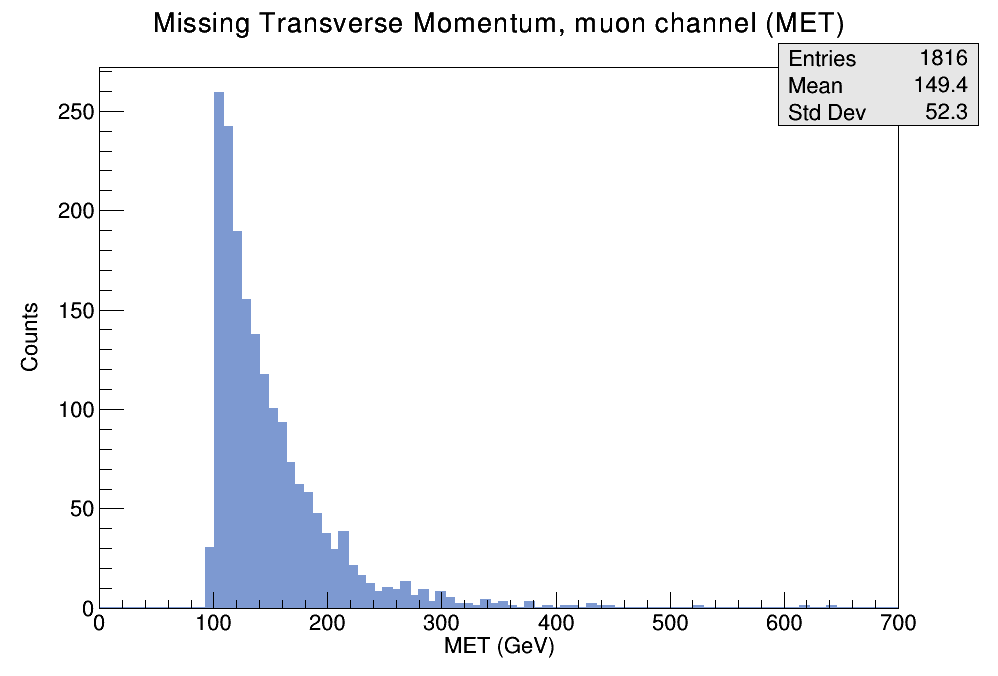 Missing Transverse Momentum, muon channel (MET)
Entries 1816
Mean 149.4
Std Dev 52.3
250
200
150
100
50
0
Counts
0 100 200 300 400 500 600 700
MET (GeV)